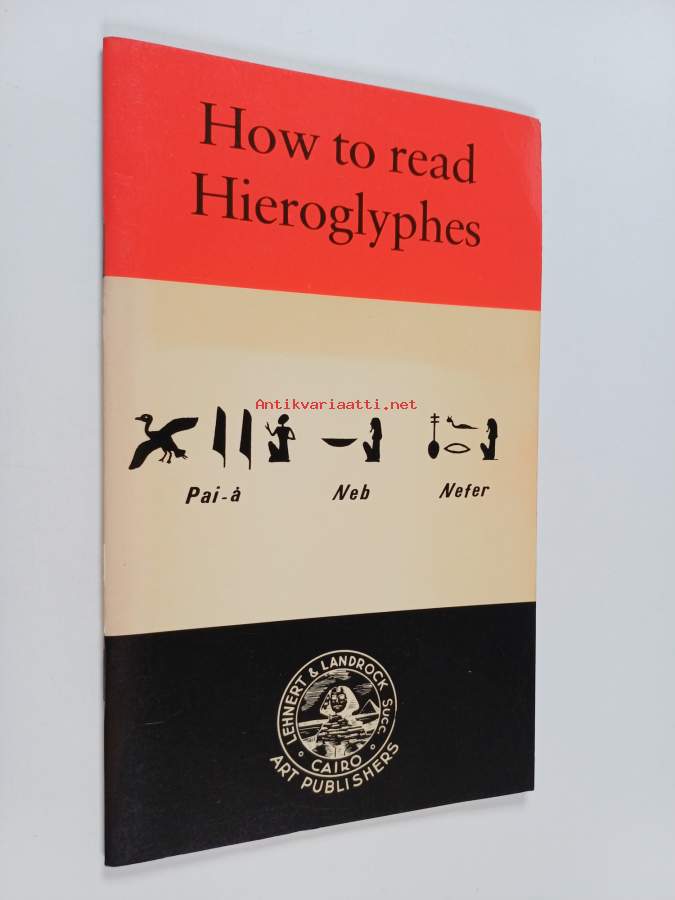 How to read
Hieroglyphes
Antikvariaatti.net
Pai-ȧ Neb Nefer
LEHNERT & LANDROCK SUCC.
CAIRO
ART PUBLISHERS